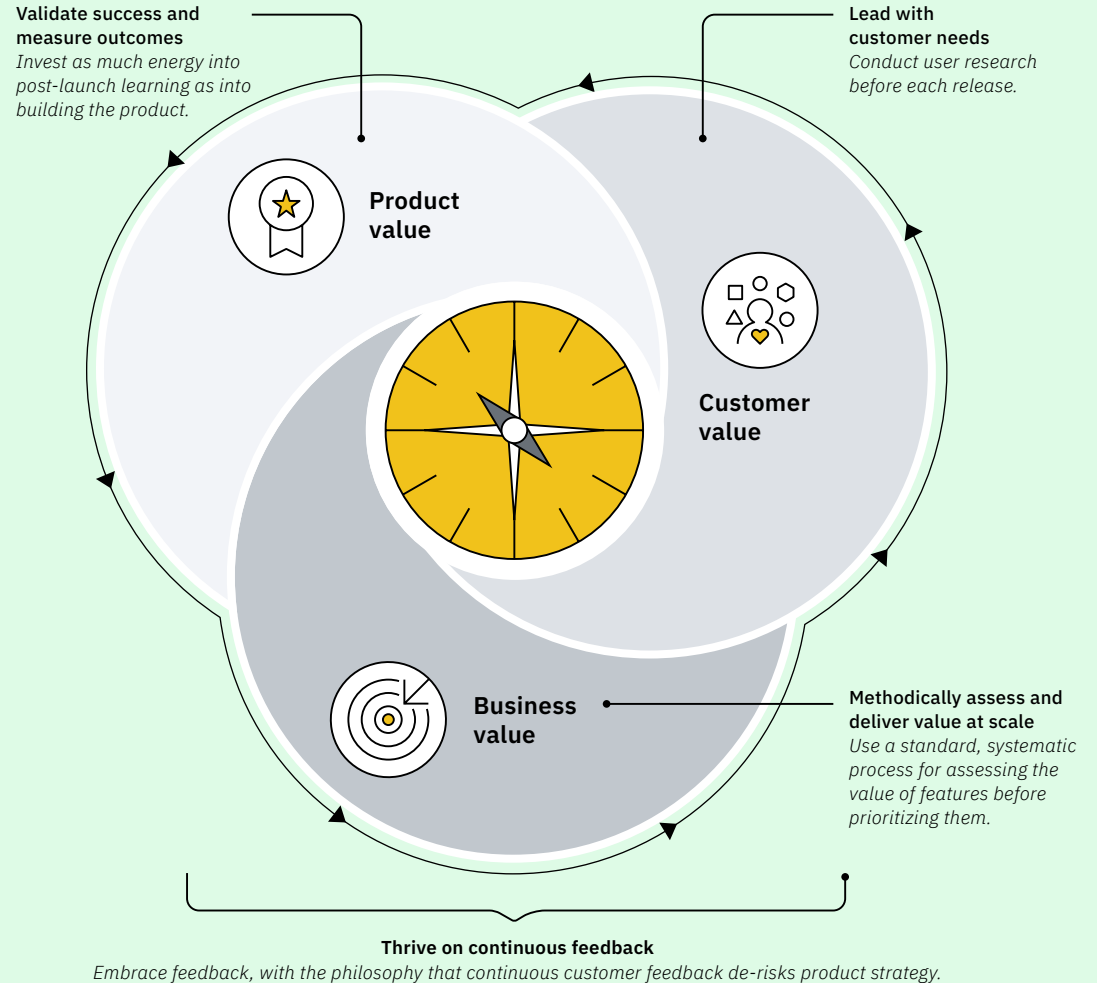 Validate success and
measure outcomes
Invest as much energy into
post-launch learning as into
building the product.
Lead with
customer needs
Conduct user research
before each release.
Product
value
Customer
value
Business
value
Methodically assess and
deliver value at scale
Use a standard, systematic
process for assessing the
value of features before
prioritizing them.
Thrive on continuous feedback
Embrace feedback, with the philosophy that continuous customer feedback de-risks product strategy.